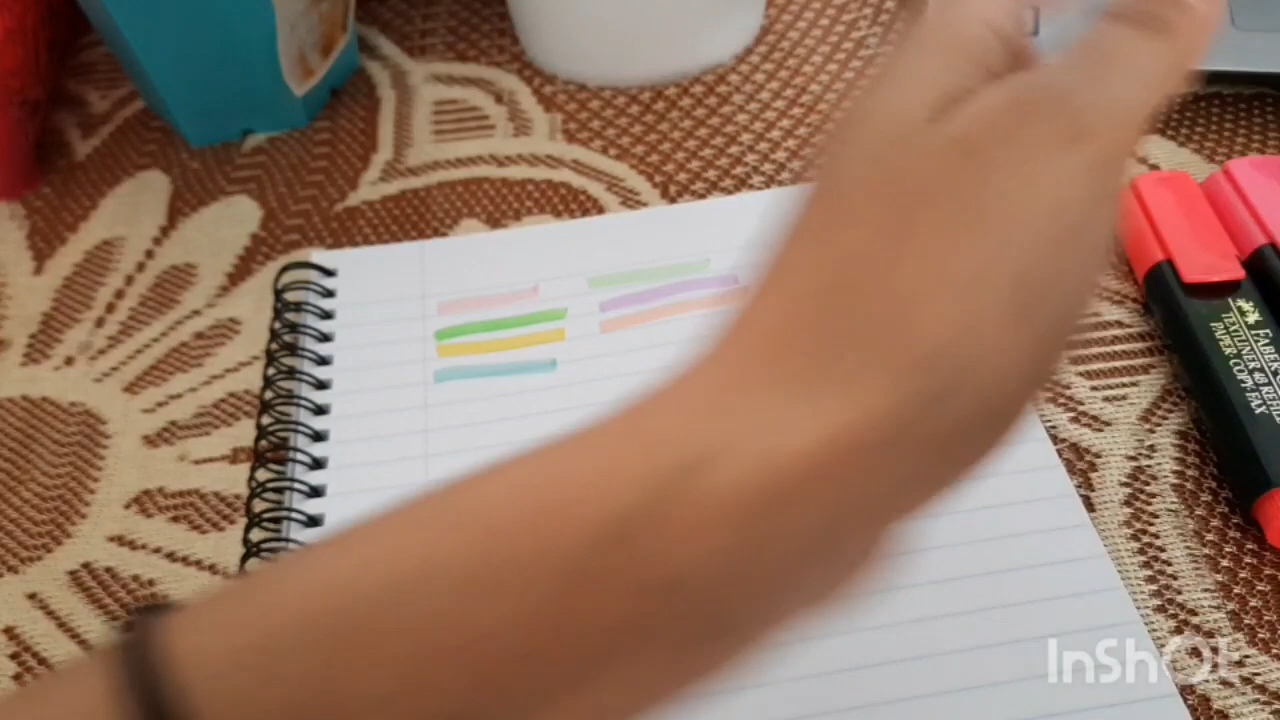 FABER-
TEXTLINER 48 REFILL
PAPER·COPY·FAX
InShOt